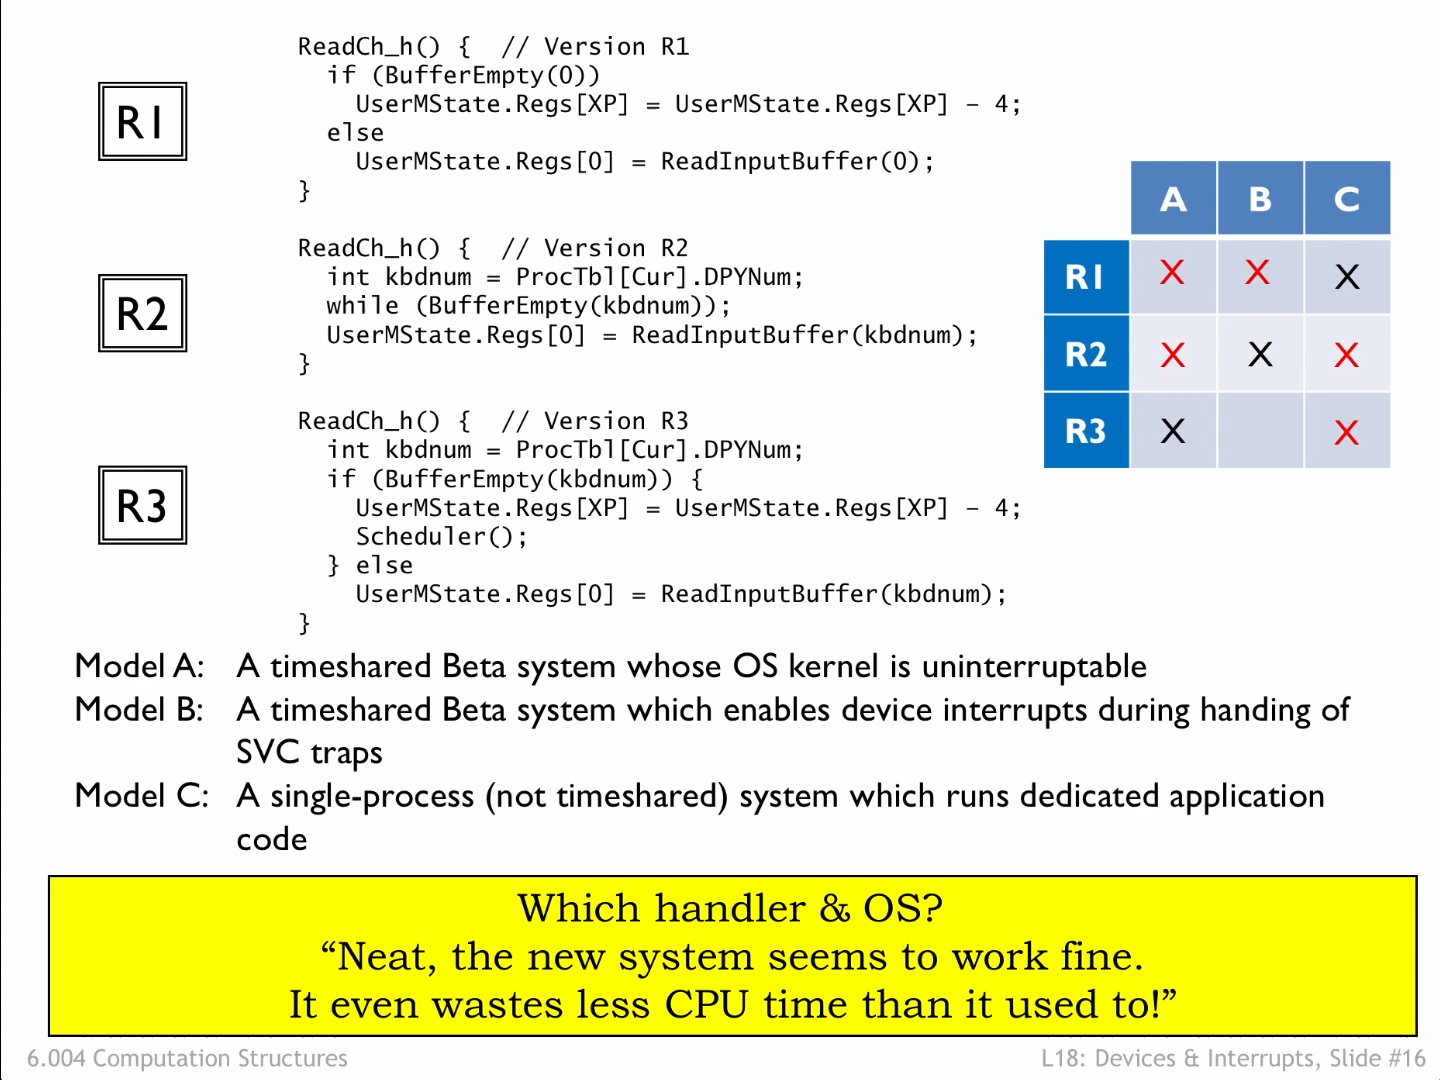 ReadCh_h() {  // Version R1
if (BufferEmpty(0))
UserMState.Regs[XP] = UserMState.Regs[XP] – 4;
else
UserMState.Regs[0] = ReadInputBuffer(0);
}
R1
ReadCh_h() {  // Version R2
int kbdnum = ProcTbl[Cur].DPYNum;
while (BufferEmpty(kbdnum));
UserMState.Regs[0] = ReadInputBuffer(kbdnum);
}
R2
ReadCh_h() {  // Version R3
int kbdnum = ProcTbl[Cur].DPYNum;
if (BufferEmpty(kbdnum)) {
UserMState.Regs[XP] = UserMState.Regs[XP] – 4;
Scheduler();
} else
UserMState.Regs[0] = ReadInputBuffer(kbdnum);
}
R3
A B C
R1 X X X
R2 X X X
R3 X X
Model A: A timeshared Beta system whose OS kernel is uninterruptable
Model B: A timeshared Beta system which enables device interrupts during handing of
SVC traps
Model C: A single-process (not timeshared) system which runs dedicated application
code
Which handler & OS?
“Neat, the new system seems to work fine.
It even wastes less CPU time than it used to!”
6.004 Computation Structures
L18: Devices & Interrupts, Slide #16